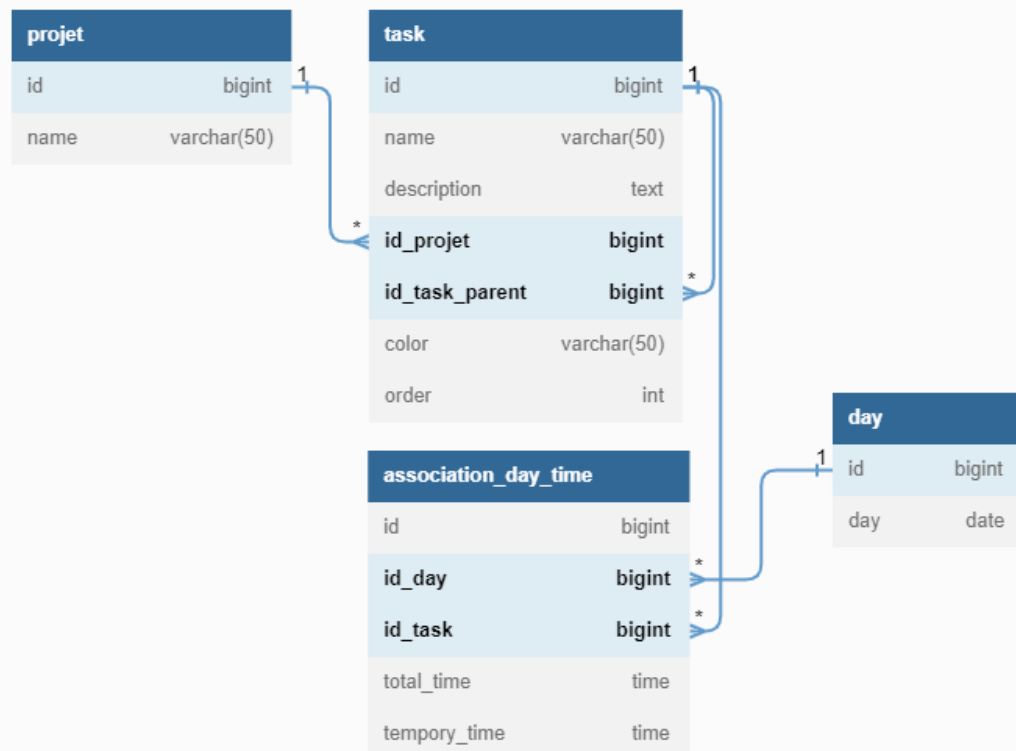 projet
id bigint
name varchar(50)
1
*
task
id bigint
name varchar(50)
description text
id_projet bigint
id_task_parent bigint
color varchar(50)
order int
1
*
association_day_time
id bigint
id_day bigint
id_task bigint
total_time time
tempory_time time
*
*
day
1
id bigint
day date